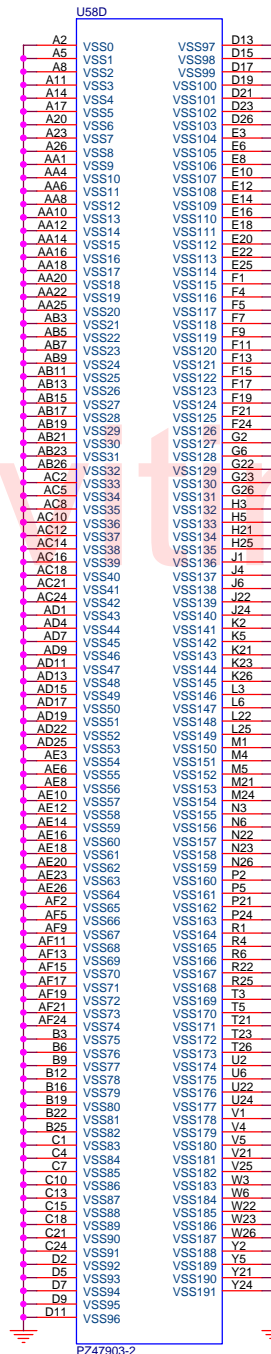 U58D
A2 VSS0 VSS97 D13
A5 VSS1 VSS98 D15
A8 VSS2 VSS99 D17
A11 VSS3 VSS100 D19
A14 VSS4 VSS101 D21
A17 VSS5 VSS102 D23
A20 VSS6 VSS103 D26
A23 VSS7 VSS104 E3
A26 VSS8 VSS105 E6
AA1 VSS9 VSS106 E8
AA4 VSS10 VSS107 E10
AA6 VSS11 VSS108 E12
AA8 VSS12 VSS109 E14
AA10 VSS13 VSS110 E16
AA12 VSS14 VSS111 E18
AA14 VSS15 VSS112 E20
AA16 VSS16 VSS113 E22
AA18 VSS17 VSS114 E25
AA20 VSS18 VSS115 F1
AA22 VSS19 VSS116 F4
AA25 VSS20 VSS117 F5
AB3 VSS21 VSS118 F7
AB5 VSS22 VSS119 F9
AB7 VSS23 VSS120 F11
AB9 VSS24 VSS121 F13
AB11 VSS25 VSS122 F15
AB13 VSS26 VSS123 F17
AB15 VSS27 VSS124 F19
AB17 VSS28 VSS125 F21
AB19 VSS29 VSS126 F24
AB21 VSS30 VSS127 G2
AB23 VSS31 VSS128 G6
AB26 VSS32 VSS129 G22
AC2 VSS33 VSS130 G23
AC5 VSS34 VSS131 G26
AC8 VSS35 VSS132 H3
AC10 VSS36 VSS133 H5
AC12 VSS37 VSS134 H21
AC14 VSS38 VSS135 H25
AC16 VSS39 VSS136 J1
AC18 VSS40 VSS137 J4
AC21 VSS41 VSS138 J6
AC24 VSS42 VSS139 J22
AD1 VSS43 VSS140 J24
AD4 VSS44 VSS141 K2
AD7 VSS45 VSS142 K5
AD9 VSS46 VSS143 K21
AD11 VSS47 VSS144 K23
AD13 VSS48 VSS145 K26
AD15 VSS49 VSS146 L3
AD17 VSS50 VSS147 L6
AD19 VSS51 VSS148 L22
AD22 VSS52 VSS149 L25
AD25 VSS53 VSS150 M1
AE3 VSS54 VSS151 M4
AE6 VSS55 VSS152 M5
AE8 VSS56 VSS153 M21
AE10 VSS57 VSS154 M24
AE12 VSS58 VSS155 N3
AE14 VSS59 VSS156 N6
AE16 VSS60 VSS157 N22
AE18 VSS61 VSS158 N23
AE20 VSS62 VSS159 N26
AE23 VSS63 VSS160 P2
AE26 VSS64 VSS161 P5
AF2 VSS65 VSS162 P21
AF5 VSS66 VSS163 P24
AF9 VSS67 VSS164 R1
AF11 VSS68 VSS165 R4
AF13 VSS69 VSS166 R6
AF15 VSS70 VSS167 R22
AF17 VSS71 VSS168 R25
AF19 VSS72 VSS169 T3
AF21 VSS73 VSS170 T5
AF24 VSS74 VSS171 T21
B3 VSS75 VSS172 T23
B6 VSS76 VSS173 T26
B9 VSS77 VSS174 U2
B12 VSS78 VSS175 U6
B16 VSS79 VSS176 U22
B19 VSS80 VSS177 U24
B22 VSS81 VSS178 V1
B25 VSS82 VSS179 V4
C1 VSS83 VSS180 V5
C4 VSS84 VSS181 V21
C7 VSS85 VSS182 V25
C10 VSS86 VSS183 W3
C13 VSS87 VSS184 W6
C15 VSS88 VSS185 W22
C18 VSS89 VSS186 W23
C21 VSS90 VSS187 W26
C24 VSS91 VSS188 Y2
D2 VSS92 VSS189 Y5
D5 VSS93 VSS190 Y21
D7 VSS94 VSS191 Y24
D9 VSS95
D11 VSS96
PZ47903-2